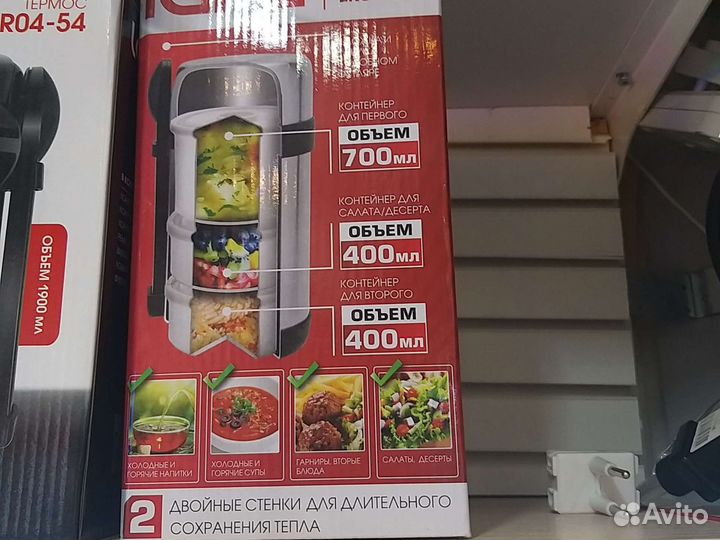 ТЕРМОС
R04-54
ОБЪЕМ 1900 МЛ
КОНТЕЙНЕР
ДЛЯ ПЕРВОГО
ОБЪЕМ
700МЛ
КОНТЕЙНЕР ДЛЯ
САЛАТА/ДЕСЕРТА
ОБЪЕМ
400МЛ
КОНТЕЙНЕР
ДЛЯ ВТОРОГО
ОБЪЕМ
400МЛ
ХОЛОДНЫЕ И
ГОРЯЧИЕ НАПИТКИ
ХОЛОДНЫЕ И
ГОРЯЧИЕ СУПЫ
ГАРНИРЫ, ВТОРЫЕ
БЛЮДА
САЛАТЫ, ДЕСЕРТЫ
2 ДВОЙНЫЕ СТЕНКИ ДЛЯ ДЛИТЕЛЬНОГО
СОХРАНЕНИЯ ТЕПЛА
Avito